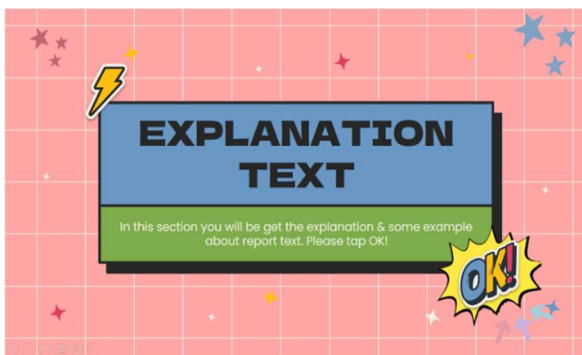 EXPLANATION
TEXT
In this section you will be get the explanation & some example
about report text. Please tap OK!
OK!